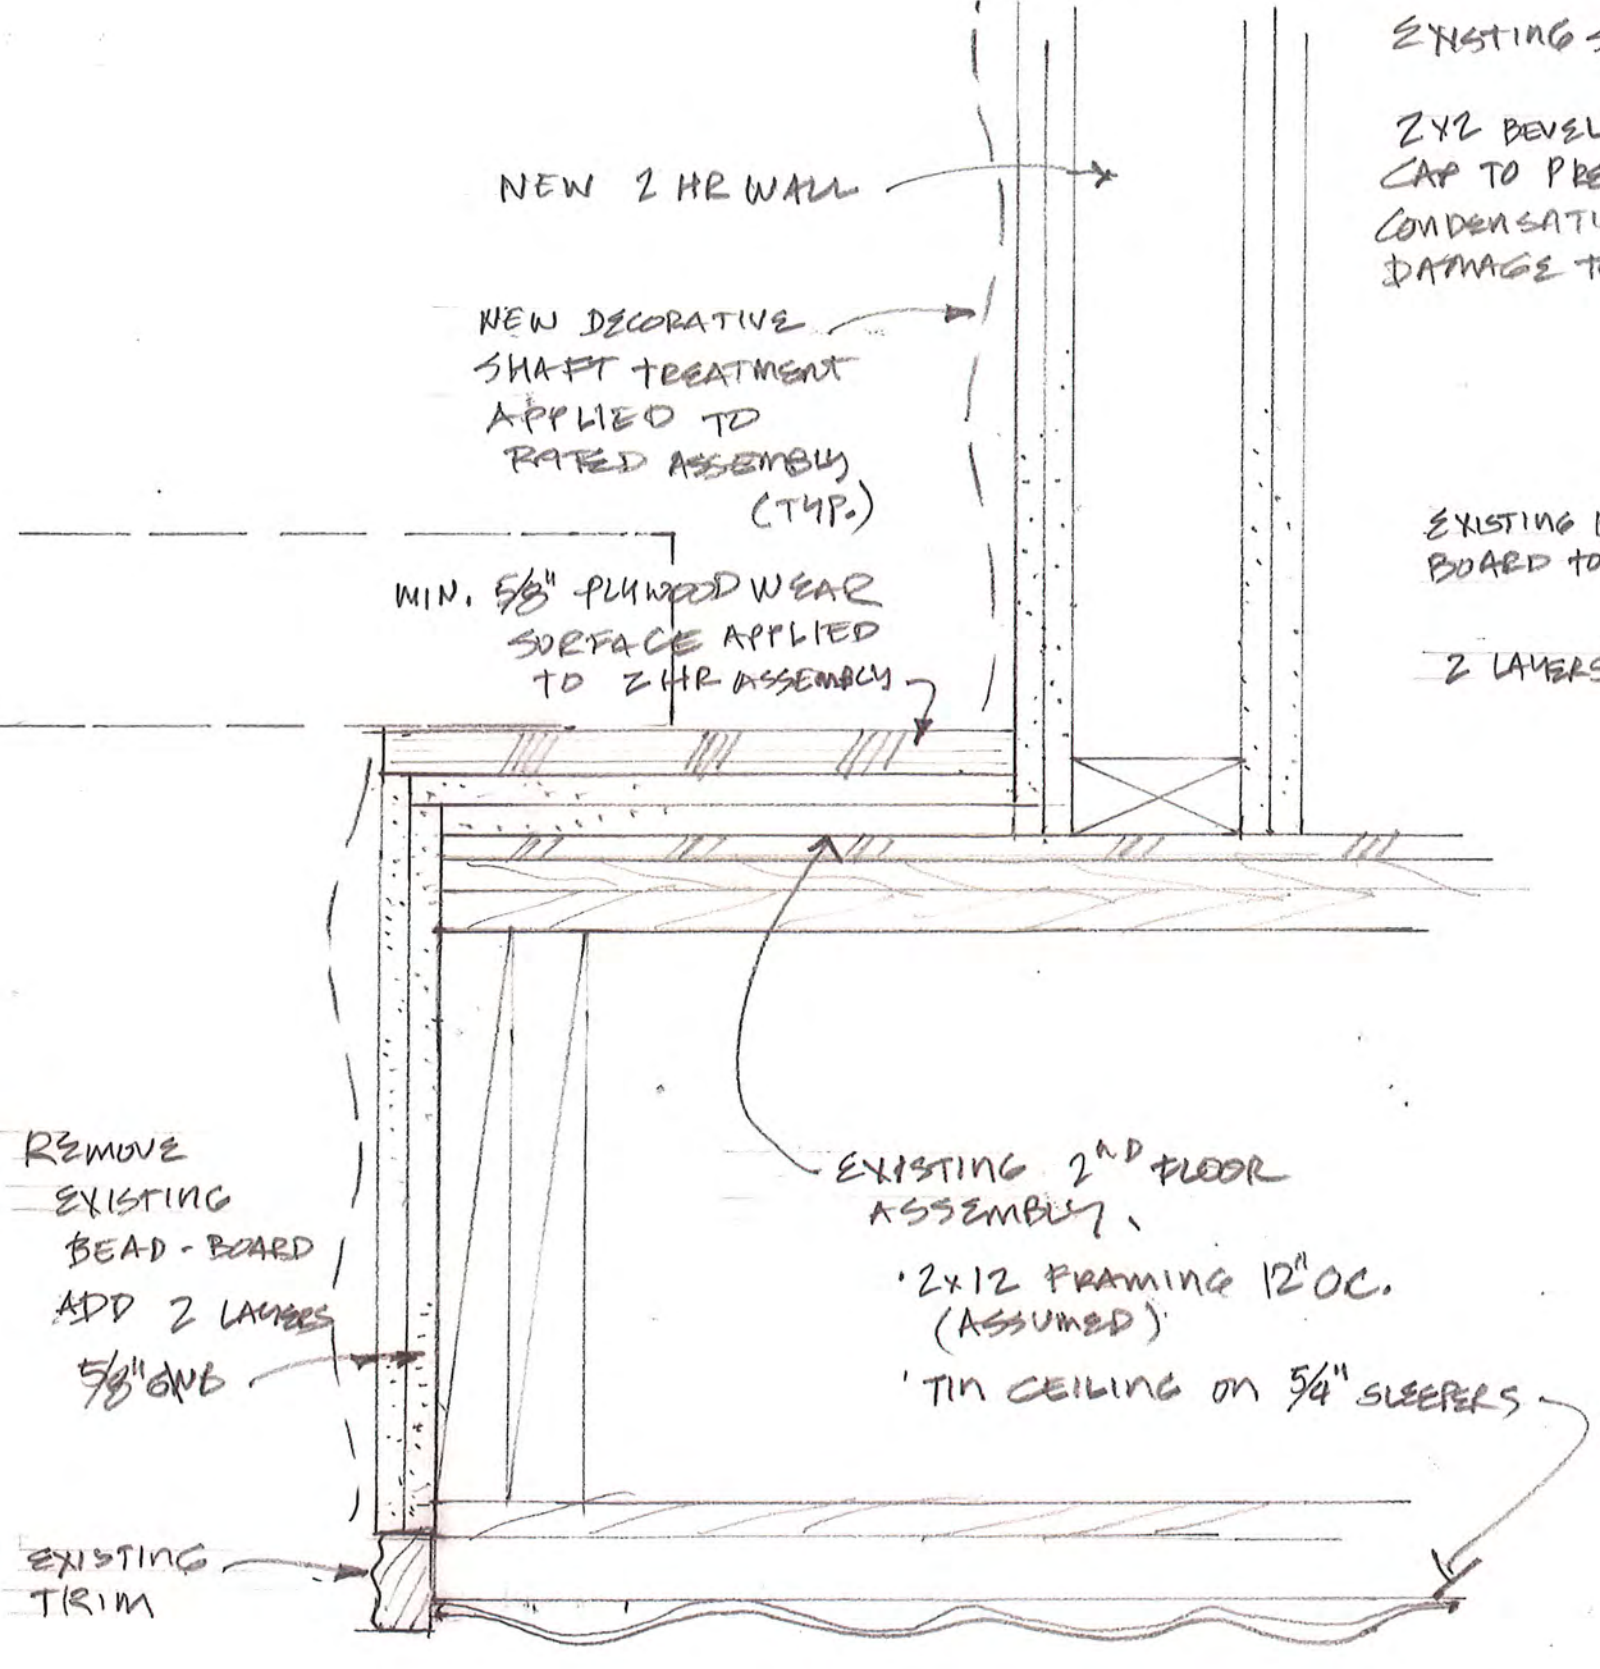 NEW 2 HR WALL
NEW DECORATIVE
SHAFT TREATMENT
APPLIED TO
RATED ASSEMBLY
(TYP.)
MIN. 5/8" PLYWOOD WEAR
SURFACE APPLIED
TO 2 HR ASSEMBLY
EXISTING
2X2 BEVEL
CAP TO PRE
CONDENSATI
DAMAGE TO
EXISTING
BOARD TO
2 LAYERS
REMOVE
EXISTING
BEAD-BOARD
ADD 2 LAYERS
5/8" GWB
EXISTING 2ND FLOOR
ASSEMBLY.
· 2x12 FRAMING 12" OC.
(ASSUMED)
· TIN CEILING ON 5/4" SLEEPERS
EXISTING
TRIM